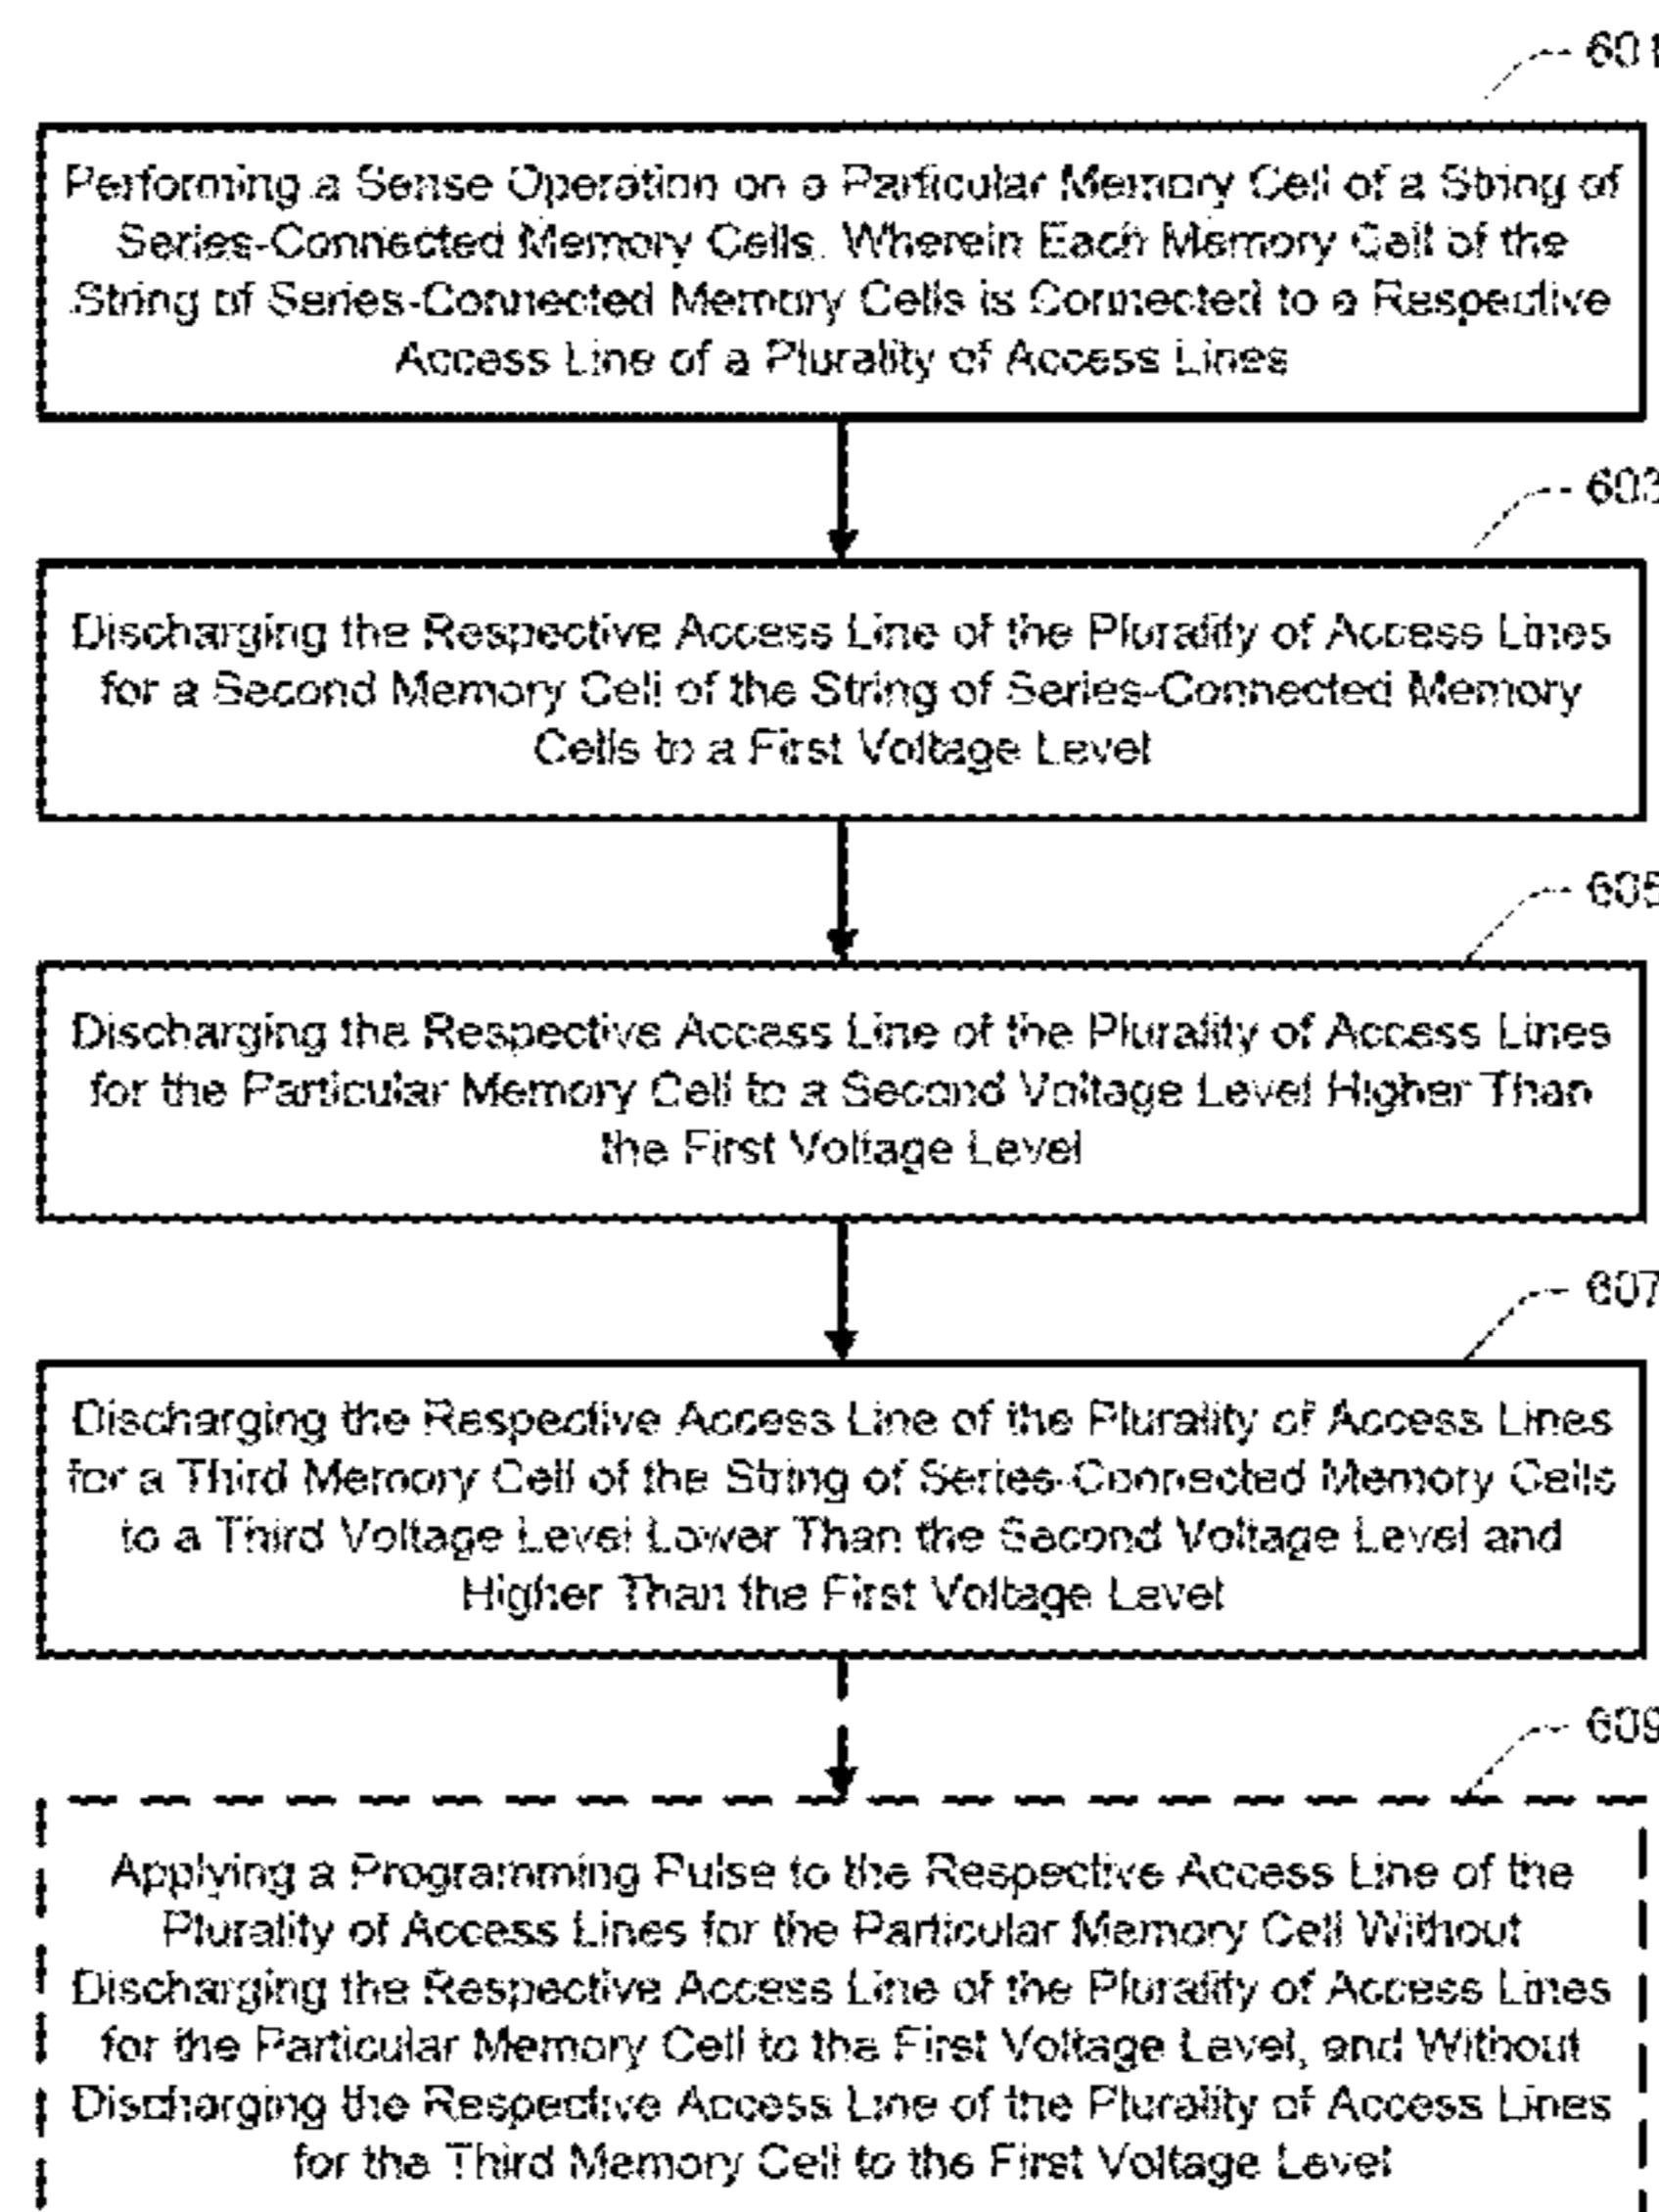 601
Performing a Sense Operation on a Particular Memory Cell of a String of
Series-Connected Memory Cells, Wherein Each Memory Cell of the
String of Series-Connected Memory Cells is Connected to a Respective
Access Line of a Plurality of Access Lines
603
Discharging the Respective Access Line of the Plurality of Access Lines
for a Second Memory Cell of the String of Series-Connected Memory
Cells to a First Voltage Level
605
Discharging the Respective Access Line of the Plurality of Access Lines
for the Particular Memory Cell to a Second Voltage Level Higher Than
the First Voltage Level
607
Discharging the Respective Access Line of the Plurality of Access Lines
for a Third Memory Cell of the String of Series-Connected Memory Cells
to a Third Voltage Level Lower Than the Second Voltage Level and
Higher Than the First Voltage Level
609
Applying a Programming Pulse to the Respective Access Line of the
Plurality of Access Lines for the Particular Memory Cell Without
Discharging the Respective Access Line of the Plurality of Access Lines
for the Particular Memory Cell to the First Voltage Level, and Without
Discharging the Respective Access Line of the Plurality of Access Lines
for the Third Memory Cell to the First Voltage Level